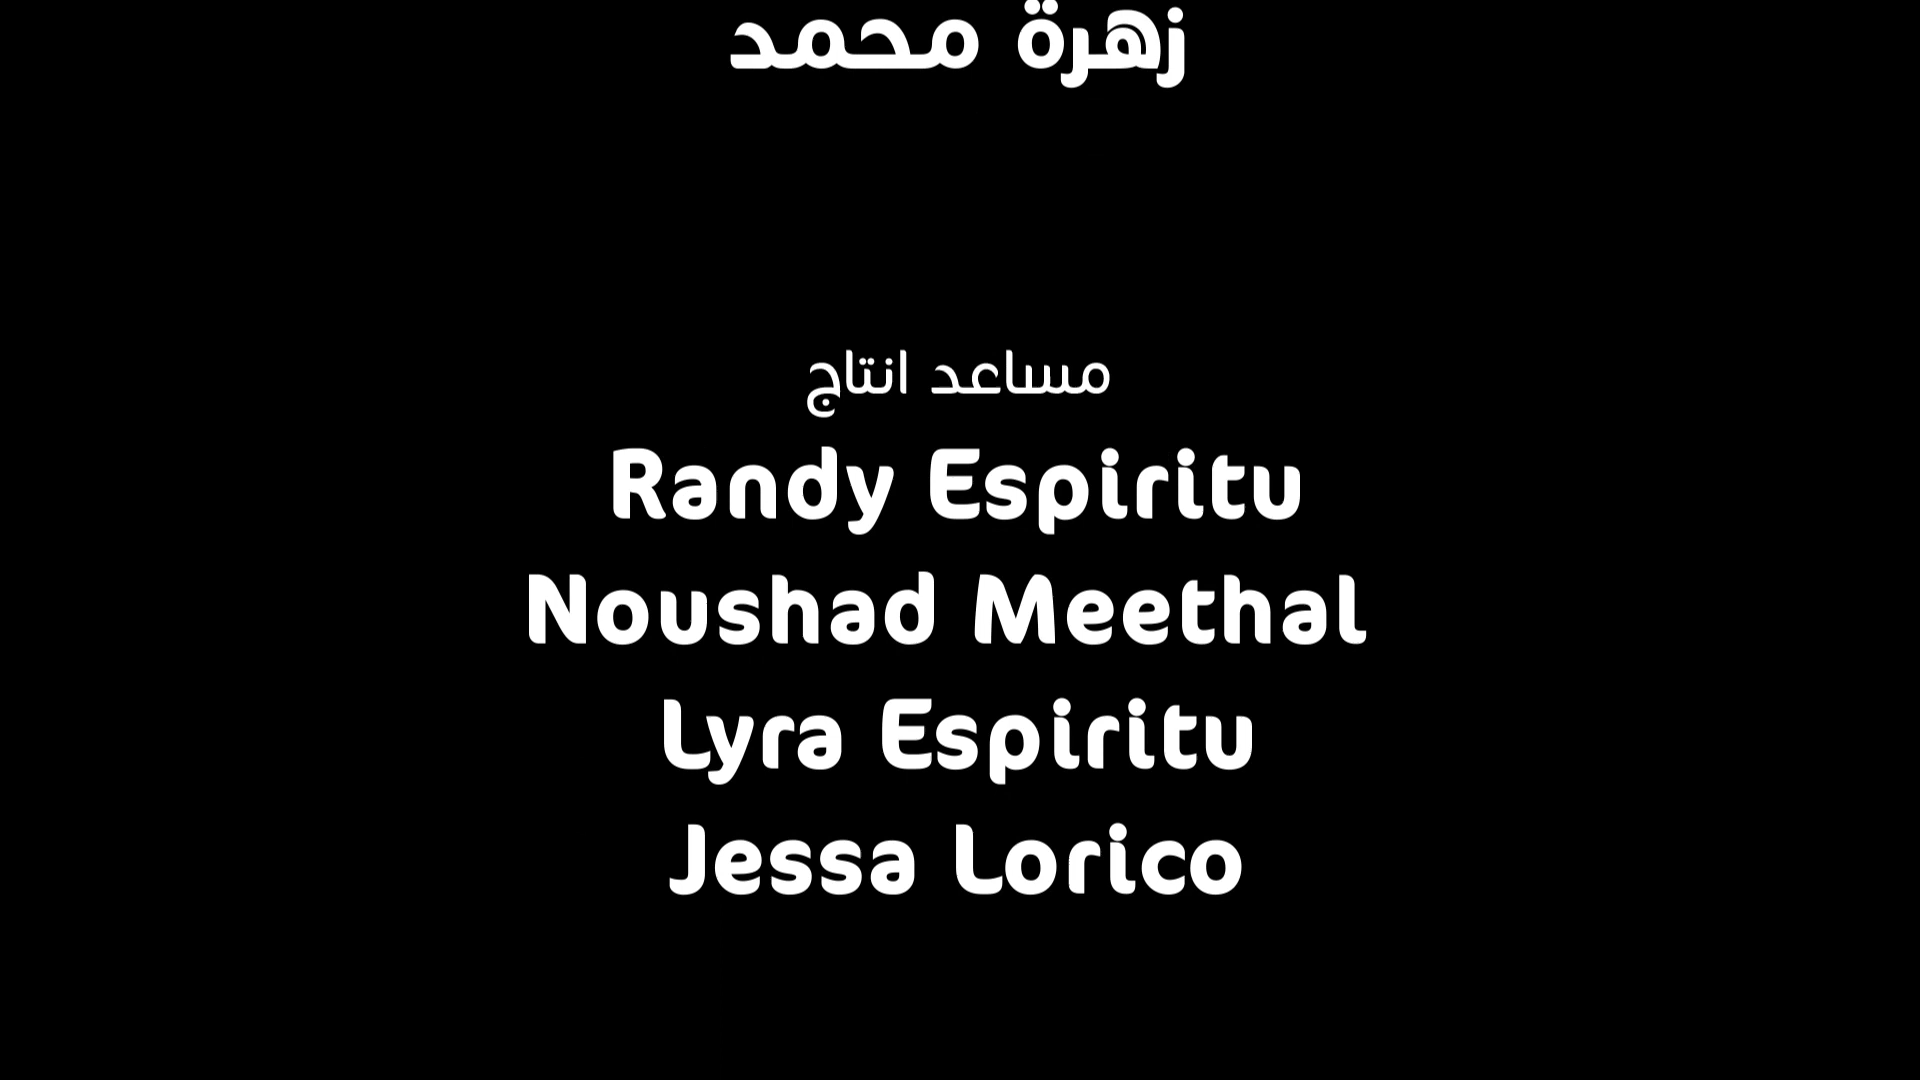 زهرة محمد
مساعد انتاج
Randy Espiritu
Noushad Meethal
Lyra Espiritu
Jessa Lorico